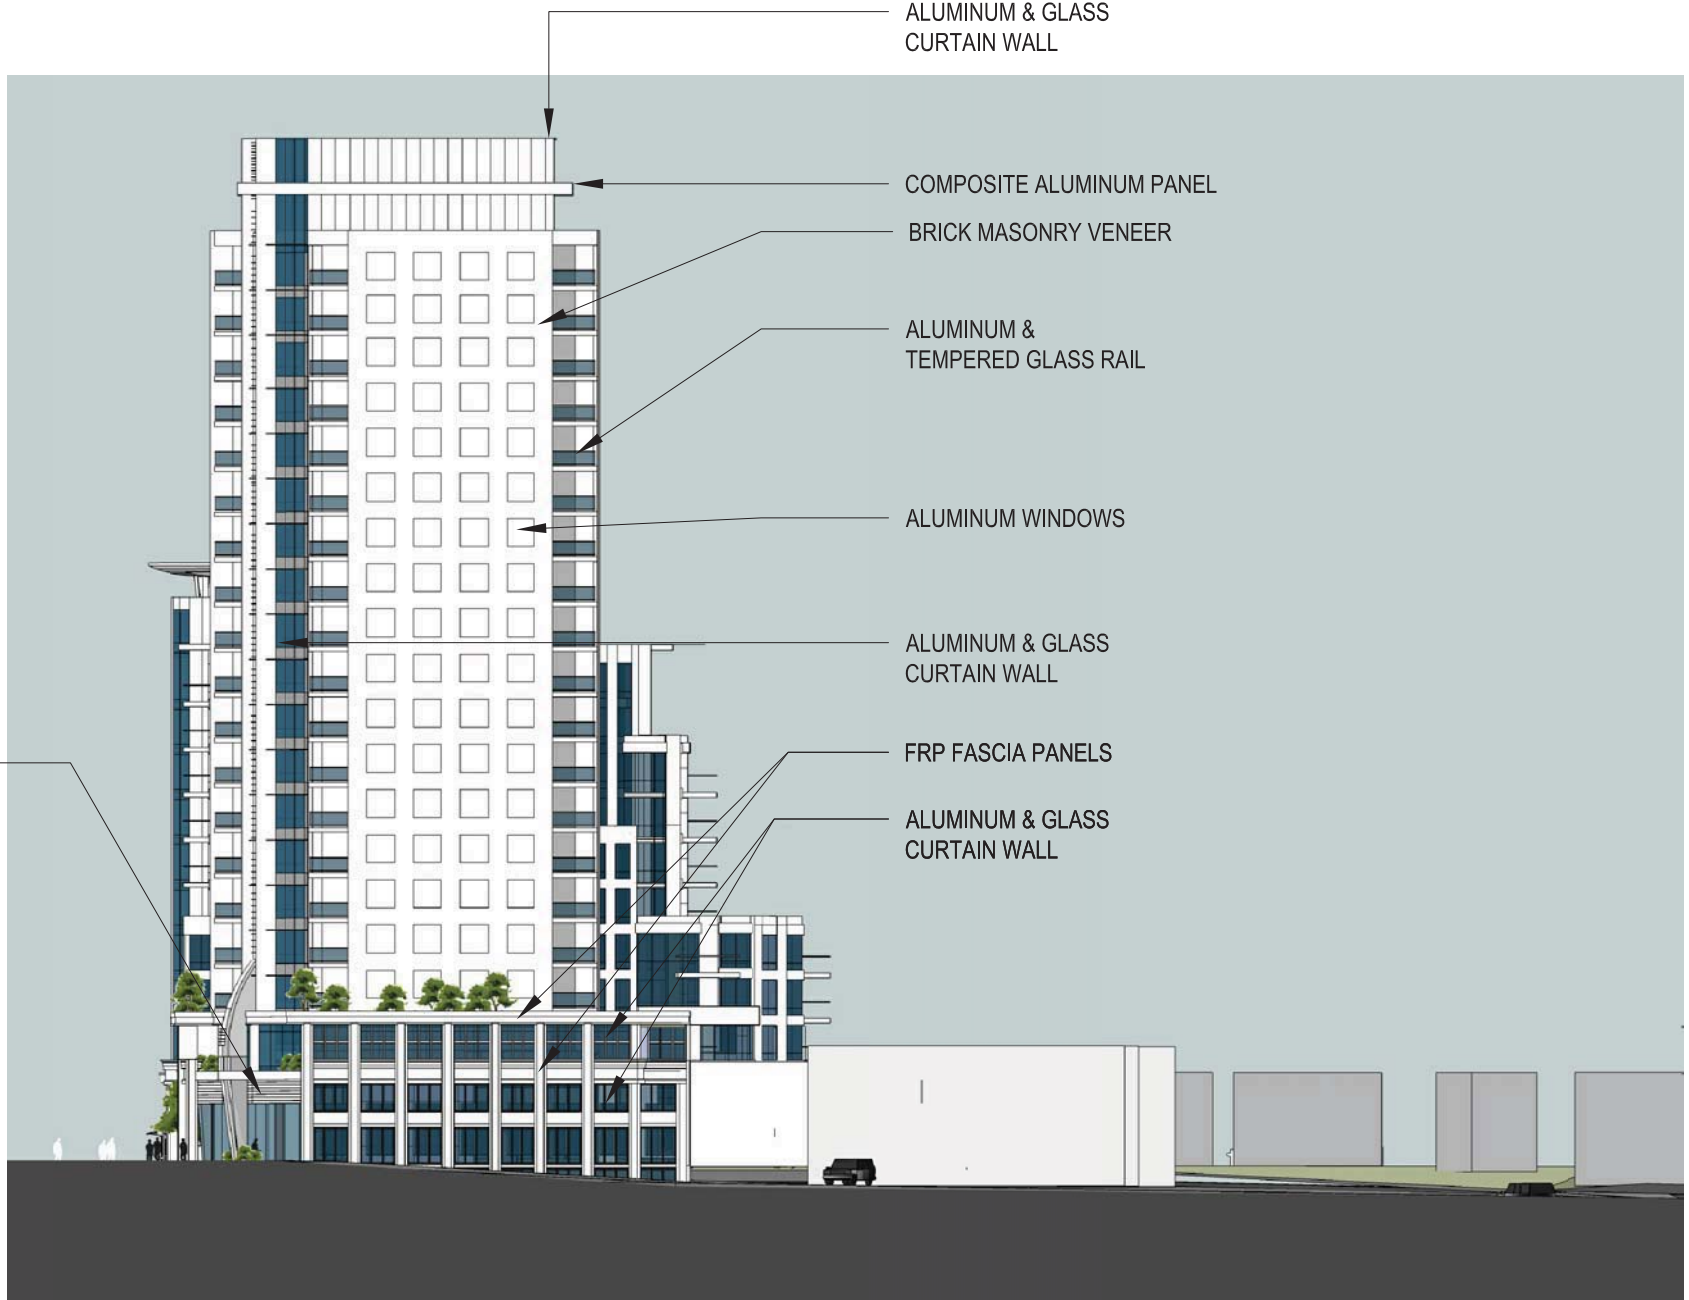 ALUMINUM & GLASS
CURTAIN WALL
COMPOSITE ALUMINUM PANEL
BRICK MASONRY VENEER
ALUMINUM &
TEMPERED GLASS RAIL
ALUMINUM WINDOWS
ALUMINUM & GLASS
CURTAIN WALL
FRP FASCIA PANELS
ALUMINUM & GLASS
CURTAIN WALL